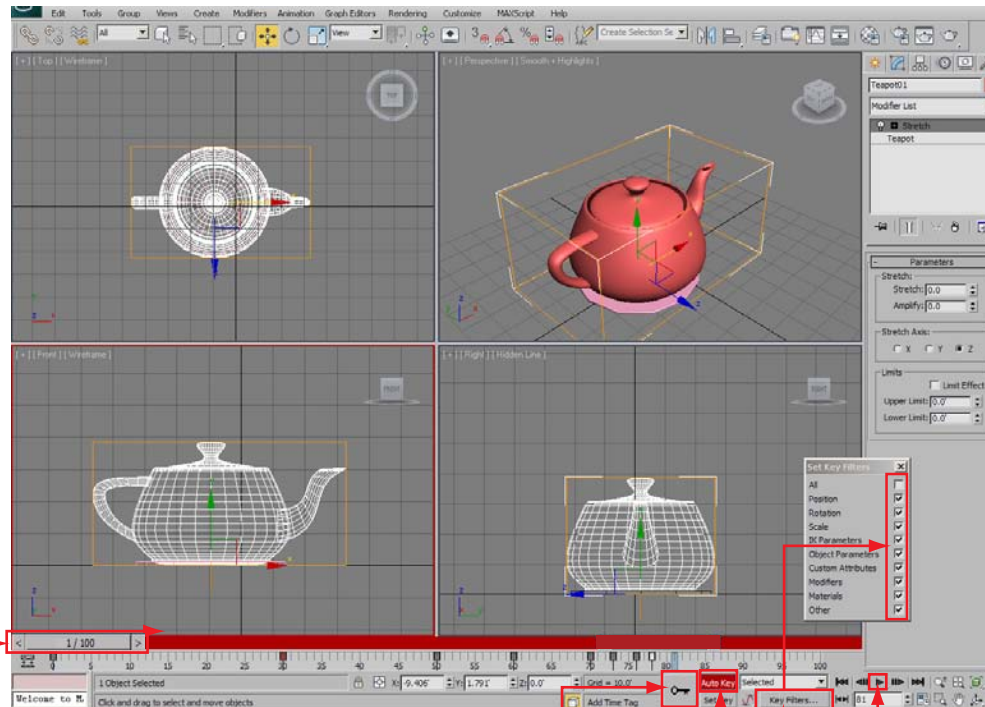 Teapot
Edit Tools Group Views Create Modifiers Animation Graph Editors Rendering Customize MAXScript Help
All View 3 Create Selection Se
[ + ] [ Top ] [ Wireframe ]
TOP
[ + ] [ Perspective ] [ Smooth + Highlights ]
Teapot01
Modifier List
Stretch
Teapot
- Parameters
Stretch:
Stretch: 0.0
Amplify: 0.0
Stretch Axis:
X Y Z
Limits
Limit Effect
Upper Limit: 0.0'
Lower Limit: 0.0'
[ + ] [ Front ] [ Wireframe ]
FRONT
[ + ] [ Right ] [ Hidden Line ]
RIGHT
Set Key Filters
All
Position
Rotation
Scale
IK Parameters
Object Parameters
Custom Attributes
Modifiers
Materials
Other
< 1 / 100 >
0 5 10 15 20 25 30 35 40 45 50 55 60 65 70 75 80 85 90 95 100
1 Object Selected X: -9.406' Y: 1.791' Z: 0.0' Grid = 10.0' Auto Key Selected
Welcome to M. Click and drag to select and move objects Add Time Tag Set Key Key Filters... 81